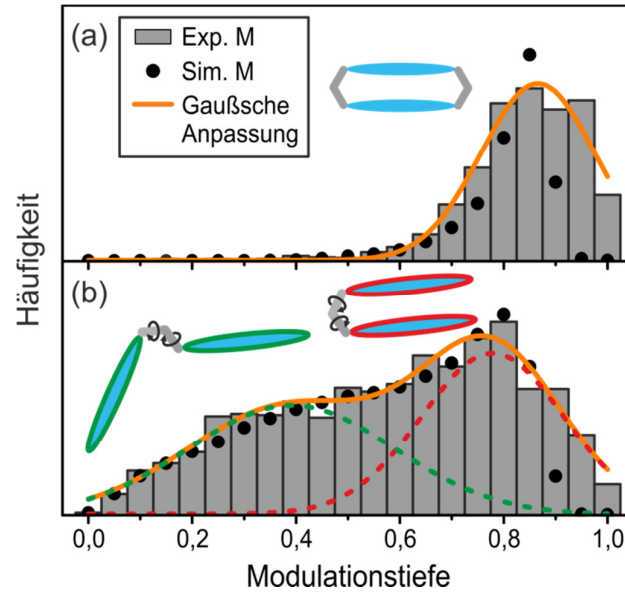 (a)
Exp. M
Sim. M
Gaußsche
Anpassung
Häufigkeit
(b)
0,0 0,2 0,4 0,6 0,8 1,0
Modulationstiefe